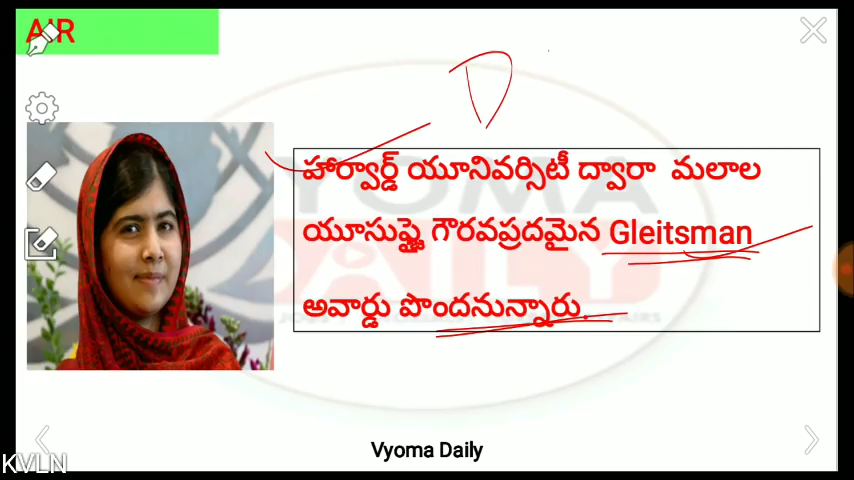 AIR
హార్వార్డ్ యూనివర్సిటీ ద్వారా మలాల
యూసుఫ్జై గౌరవప్రదమైన Gleitsman
అవార్డు పొందనున్నారు.
Vyoma Daily
KVLN